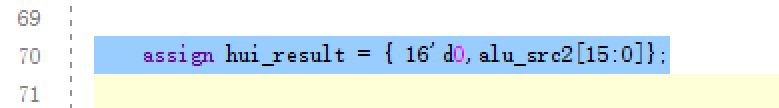 69
70 assign hui_result = { 16'd0, alu_src2[15:0]};
71